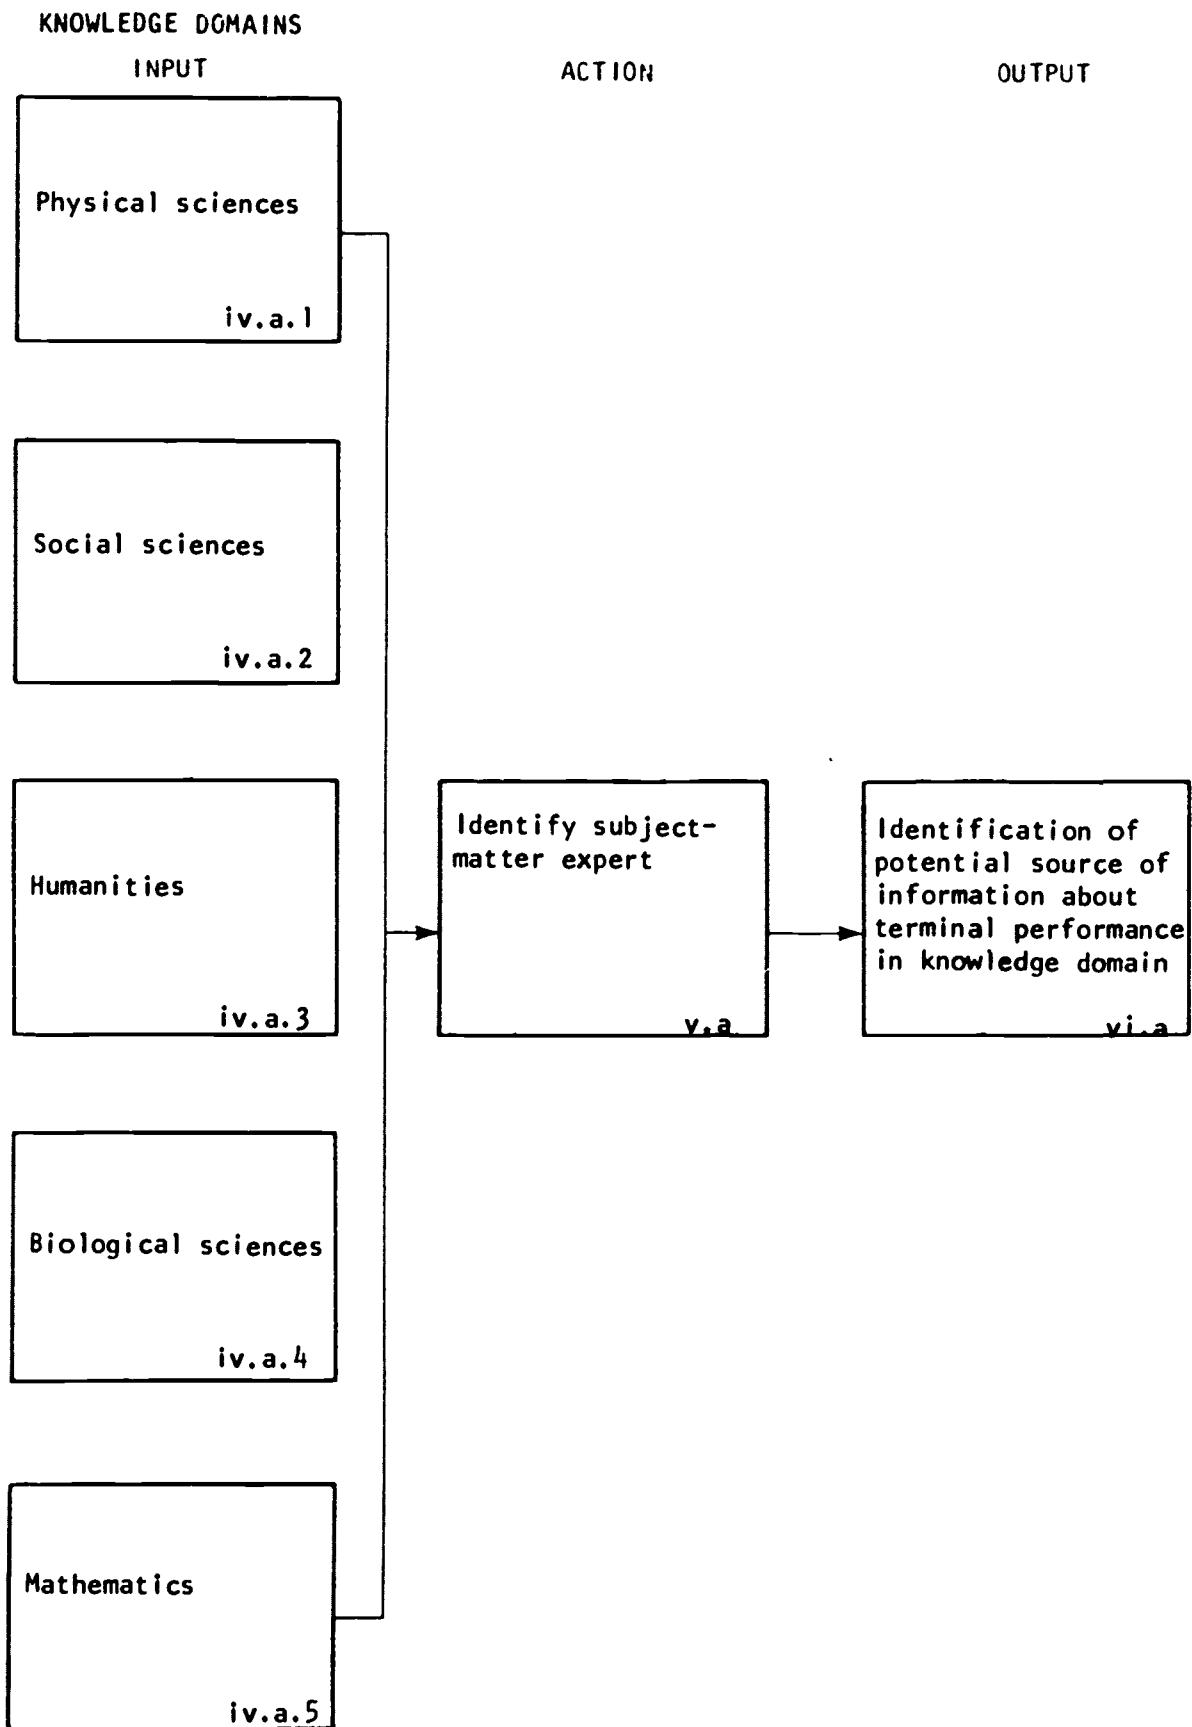 KNOWLEDGE DOMAINS
INPUT
ACTION
OUTPUT
Physical sciences
iv.a.1
Social sciences
iv.a.2
Humanities
iv.a.3
Identify subject-
matter expert
v.a
Identification of
potential source of
information about
terminal performance
in knowledge domain
vi.a
Biological sciences
iv.a.4
Mathematics
iv.a.5